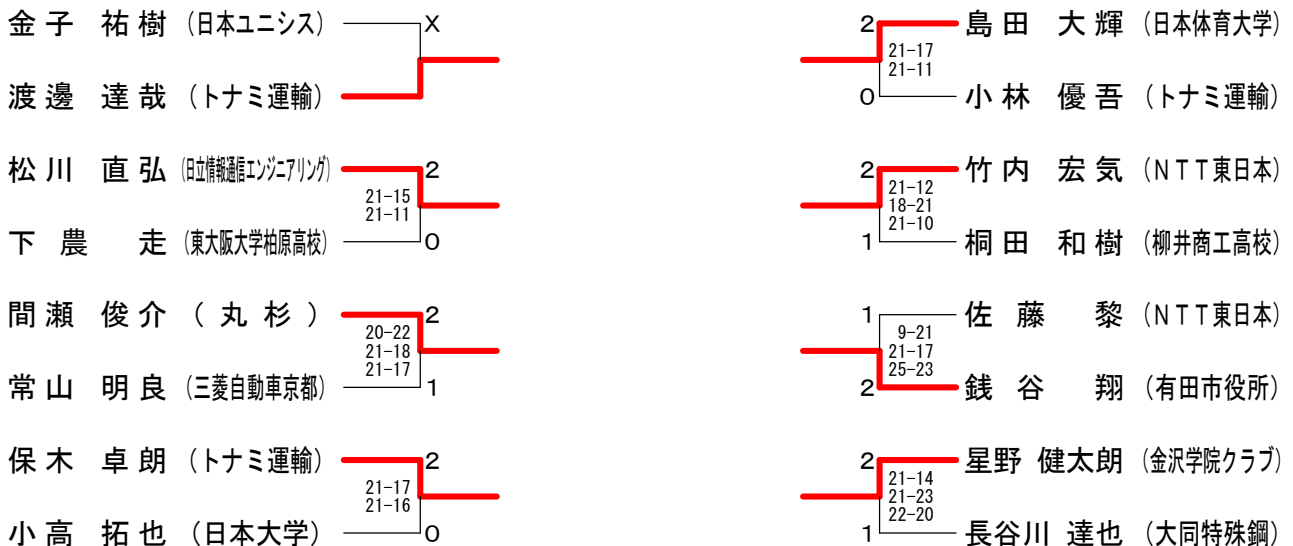 金子 祐樹 (日本ユニシス) X
渡邊 達哉 (トナミ運輸)
松川 直弘 (日立情報通信エンジニアリング) 2
21-15
21-11
下農 走 (東大阪大学柏原高校) 0
間瀬 俊介 (丸杉) 2
20-22
21-18
21-17
常山 明良 (三菱自動車京都) 1
保木 卓朗 (トナミ運輸) 2
21-17
21-16
小高 拓也 (日本大学) 0
2 島田 大輝 (日本体育大学)
21-17
21-11
0 小林 優吾 (トナミ運輸)
2 竹内 宏気 (NTT東日本)
21-12
18-21
21-10
1 桐田 和樹 (柳井商工高校)
1 佐藤 黎 (NTT東日本)
9-21
21-17
25-23
2 銭谷 翔 (有田市役所)
2 星野 健太朗 (金沢学院クラブ)
21-14
21-23
22-20
1 長谷川 達也 (大同特殊鋼)